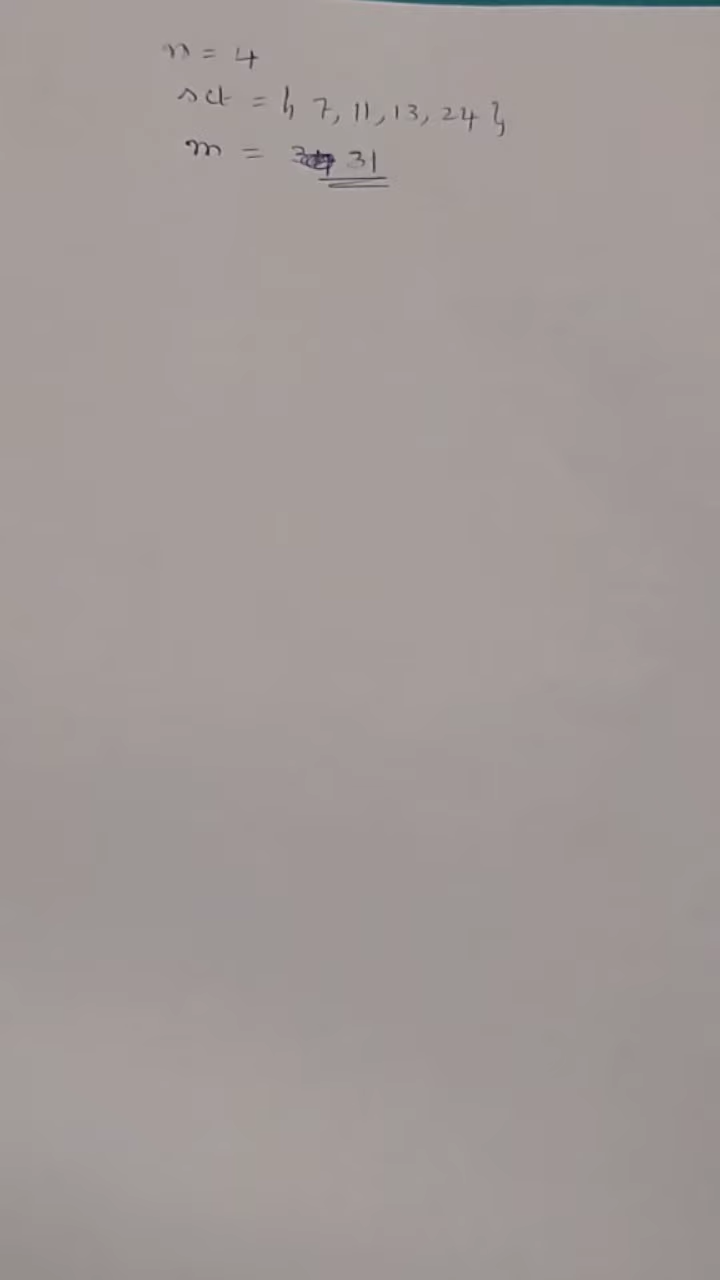 n = 4
set = { 7, 11, 13, 24 }
m = 31